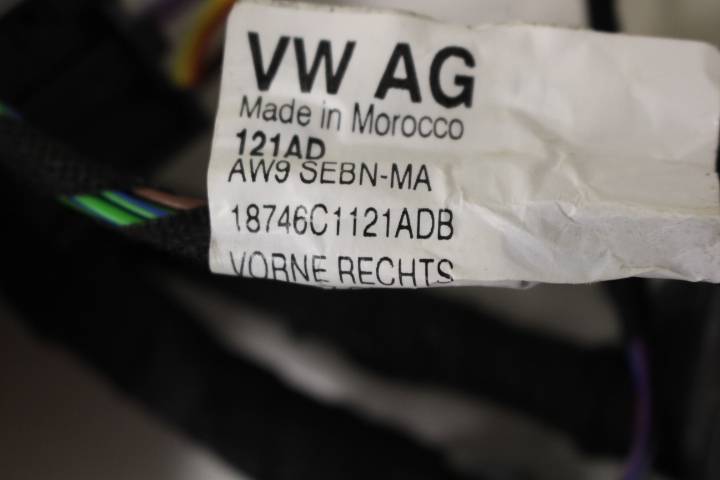 VW AG
Made in Morocco
121AD
AW9 SEBN-MA
18746C1121ADB
VORNE RECHTS